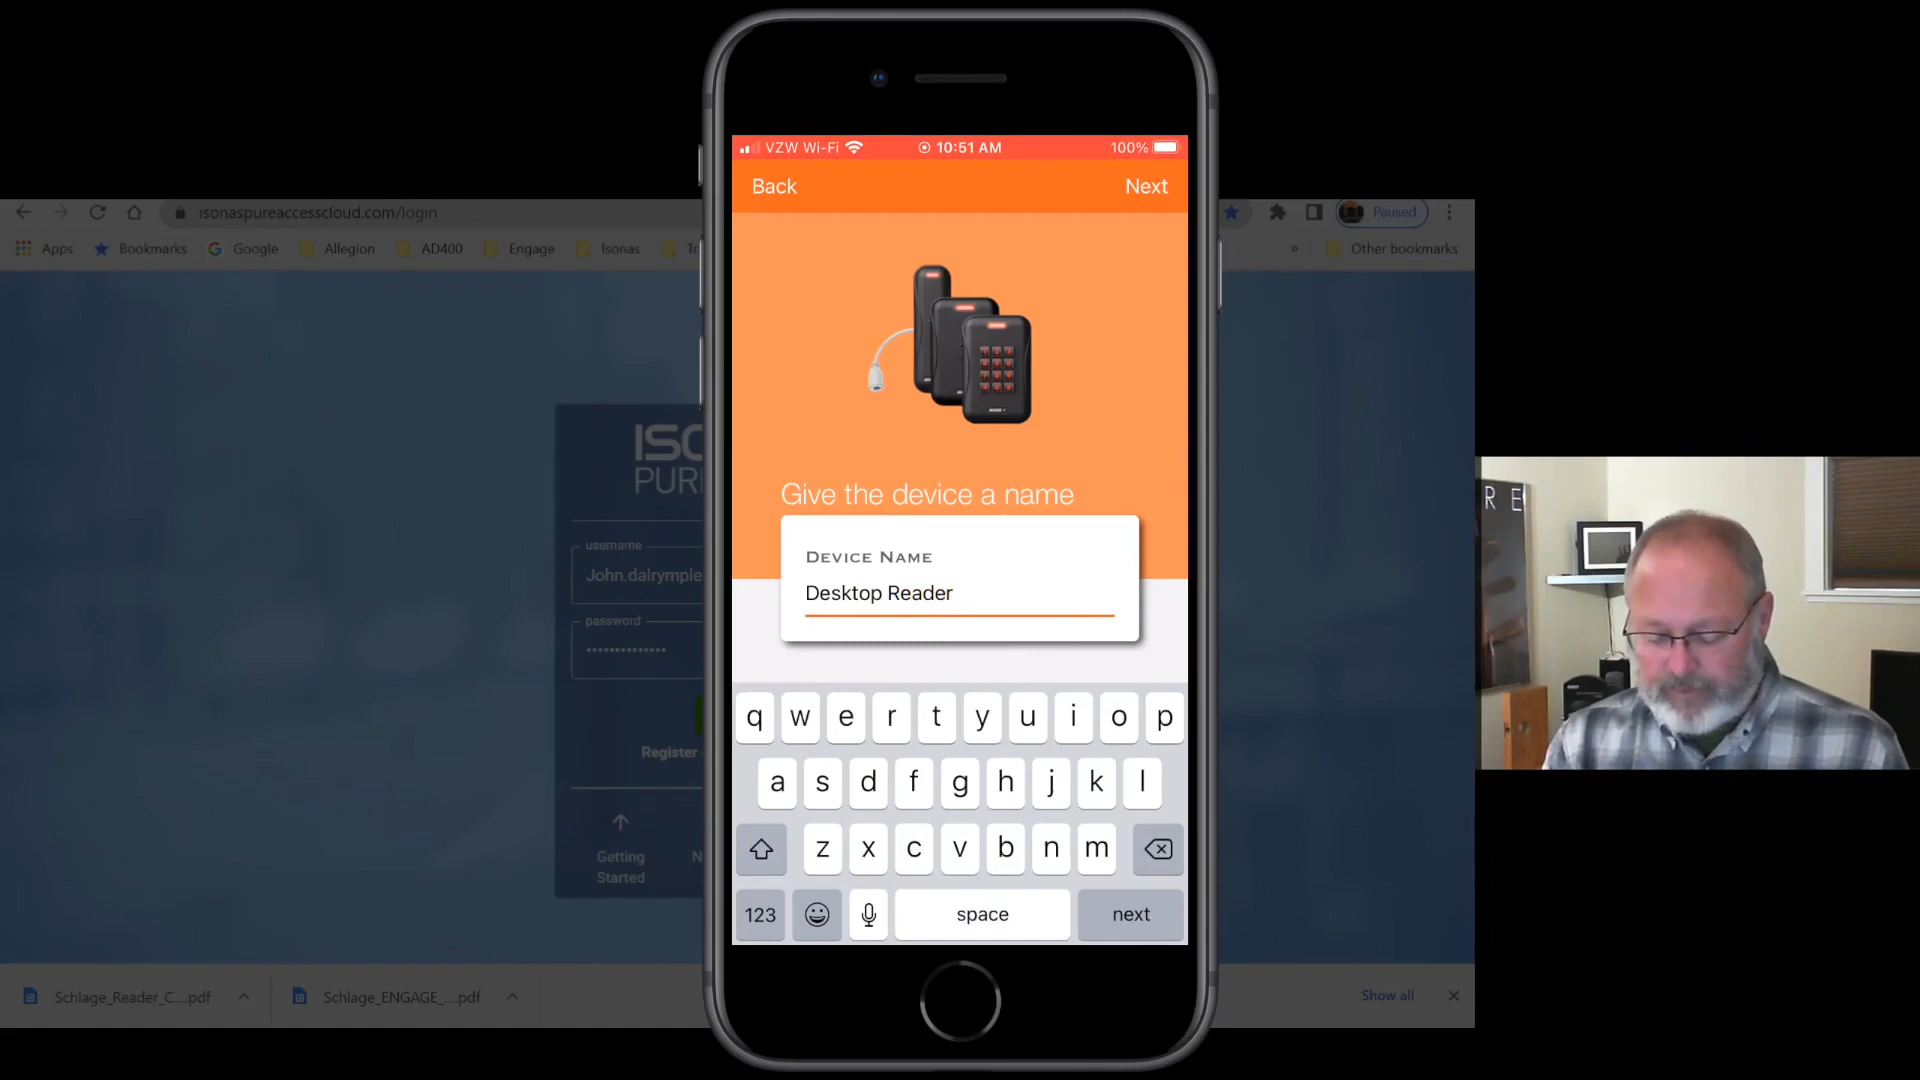 VZW Wi-Fi 10:51 AM 100%
Back Next
isonaspureaccesscloud.com/login Paused
Apps Bookmarks Google Allegion AD400 Engage Isonas » Other bookmarks
Give the device a name
DEVICE NAME
Desktop Reader
username
John.dalrymple
password
••••••••••••••
Register
Getting
Started
R E
q w e r t y u i o p
a s d f g h j k l
z x c v b n m
123 space next
Schlage_Reader_C....pdf Schlage_ENGAGE_....pdf Show all